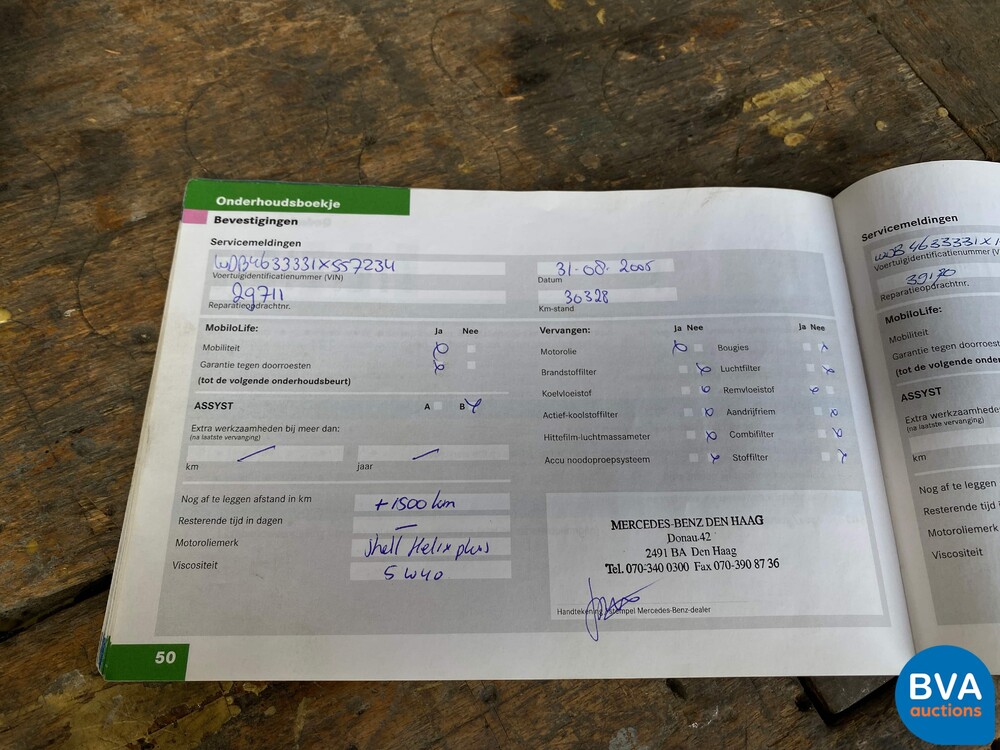 Onderhoudsboekje
Bevestigingen
Servicemeldingen
WDB4633331X557234
Voertuigidentificatienummer (VIN)
29711
Reparatieopdrachtnr.
31-08-2005
Datum
30328
Km-stand
MobiloLife:
Ja Nee
Mobiliteit
Garantie tegen doorroesten
(tot de volgende onderhoudsbeurt)
ASSYST
A B
Extra werkzaamheden bij meer dan:
(na laatste vervanging)
km jaar
Nog af te leggen afstand in km +1500 km
Resterende tijd in dagen —
Motoroliemerk Shell Helix plus
Viscositeit 5W40
Vervangen:
Ja Nee Ja Nee
Motorolie Bougies
Brandstoffilter Luchtfilter
Koelvloeistof Remvloeistof
Actief-koolstoffilter Aandrijfriem
Hittefilm-luchtmassameter Combifilter
Accu noodoproepsysteem Stoffilter
MERCEDES-BENZ DEN HAAG
Donau 42
2491 BA Den Haag
Tel. 070-340 0300 Fax 070-390 87 36
Handtekening/stempel Mercedes-Benz-dealer
50
Servicemeldingen
WDB 4633331X1
Voertuigidentificatienummer
Reparatieopdrachtnr.
MobiloLife:
Mobiliteit
Garantie tegen doorroesten
(tot de volgende onderhoudsbeurt
ASSYST
Extra werkzaamheden
(na laatste vervanging)
km
Nog af te leggen
Resterende tijd
Motoroliemerk
Viscositeit
BVA
auctions